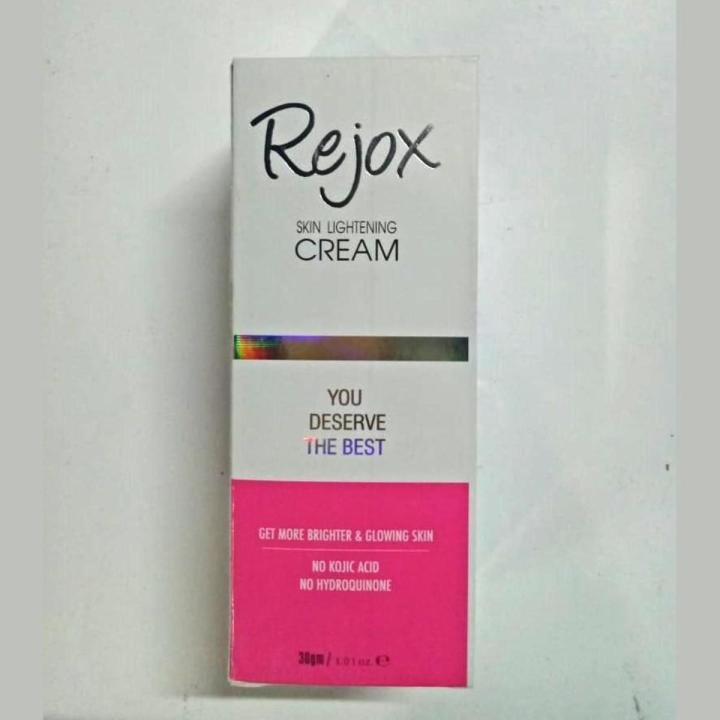 Rejox
SKIN LIGHTENING
CREAM
YOU
DESERVE
THE BEST
GET MORE BRIGHTER & GLOWING SKIN
NO KOJIC ACID
NO HYDROQUINONE
30gm / 1.01 oz. ℮